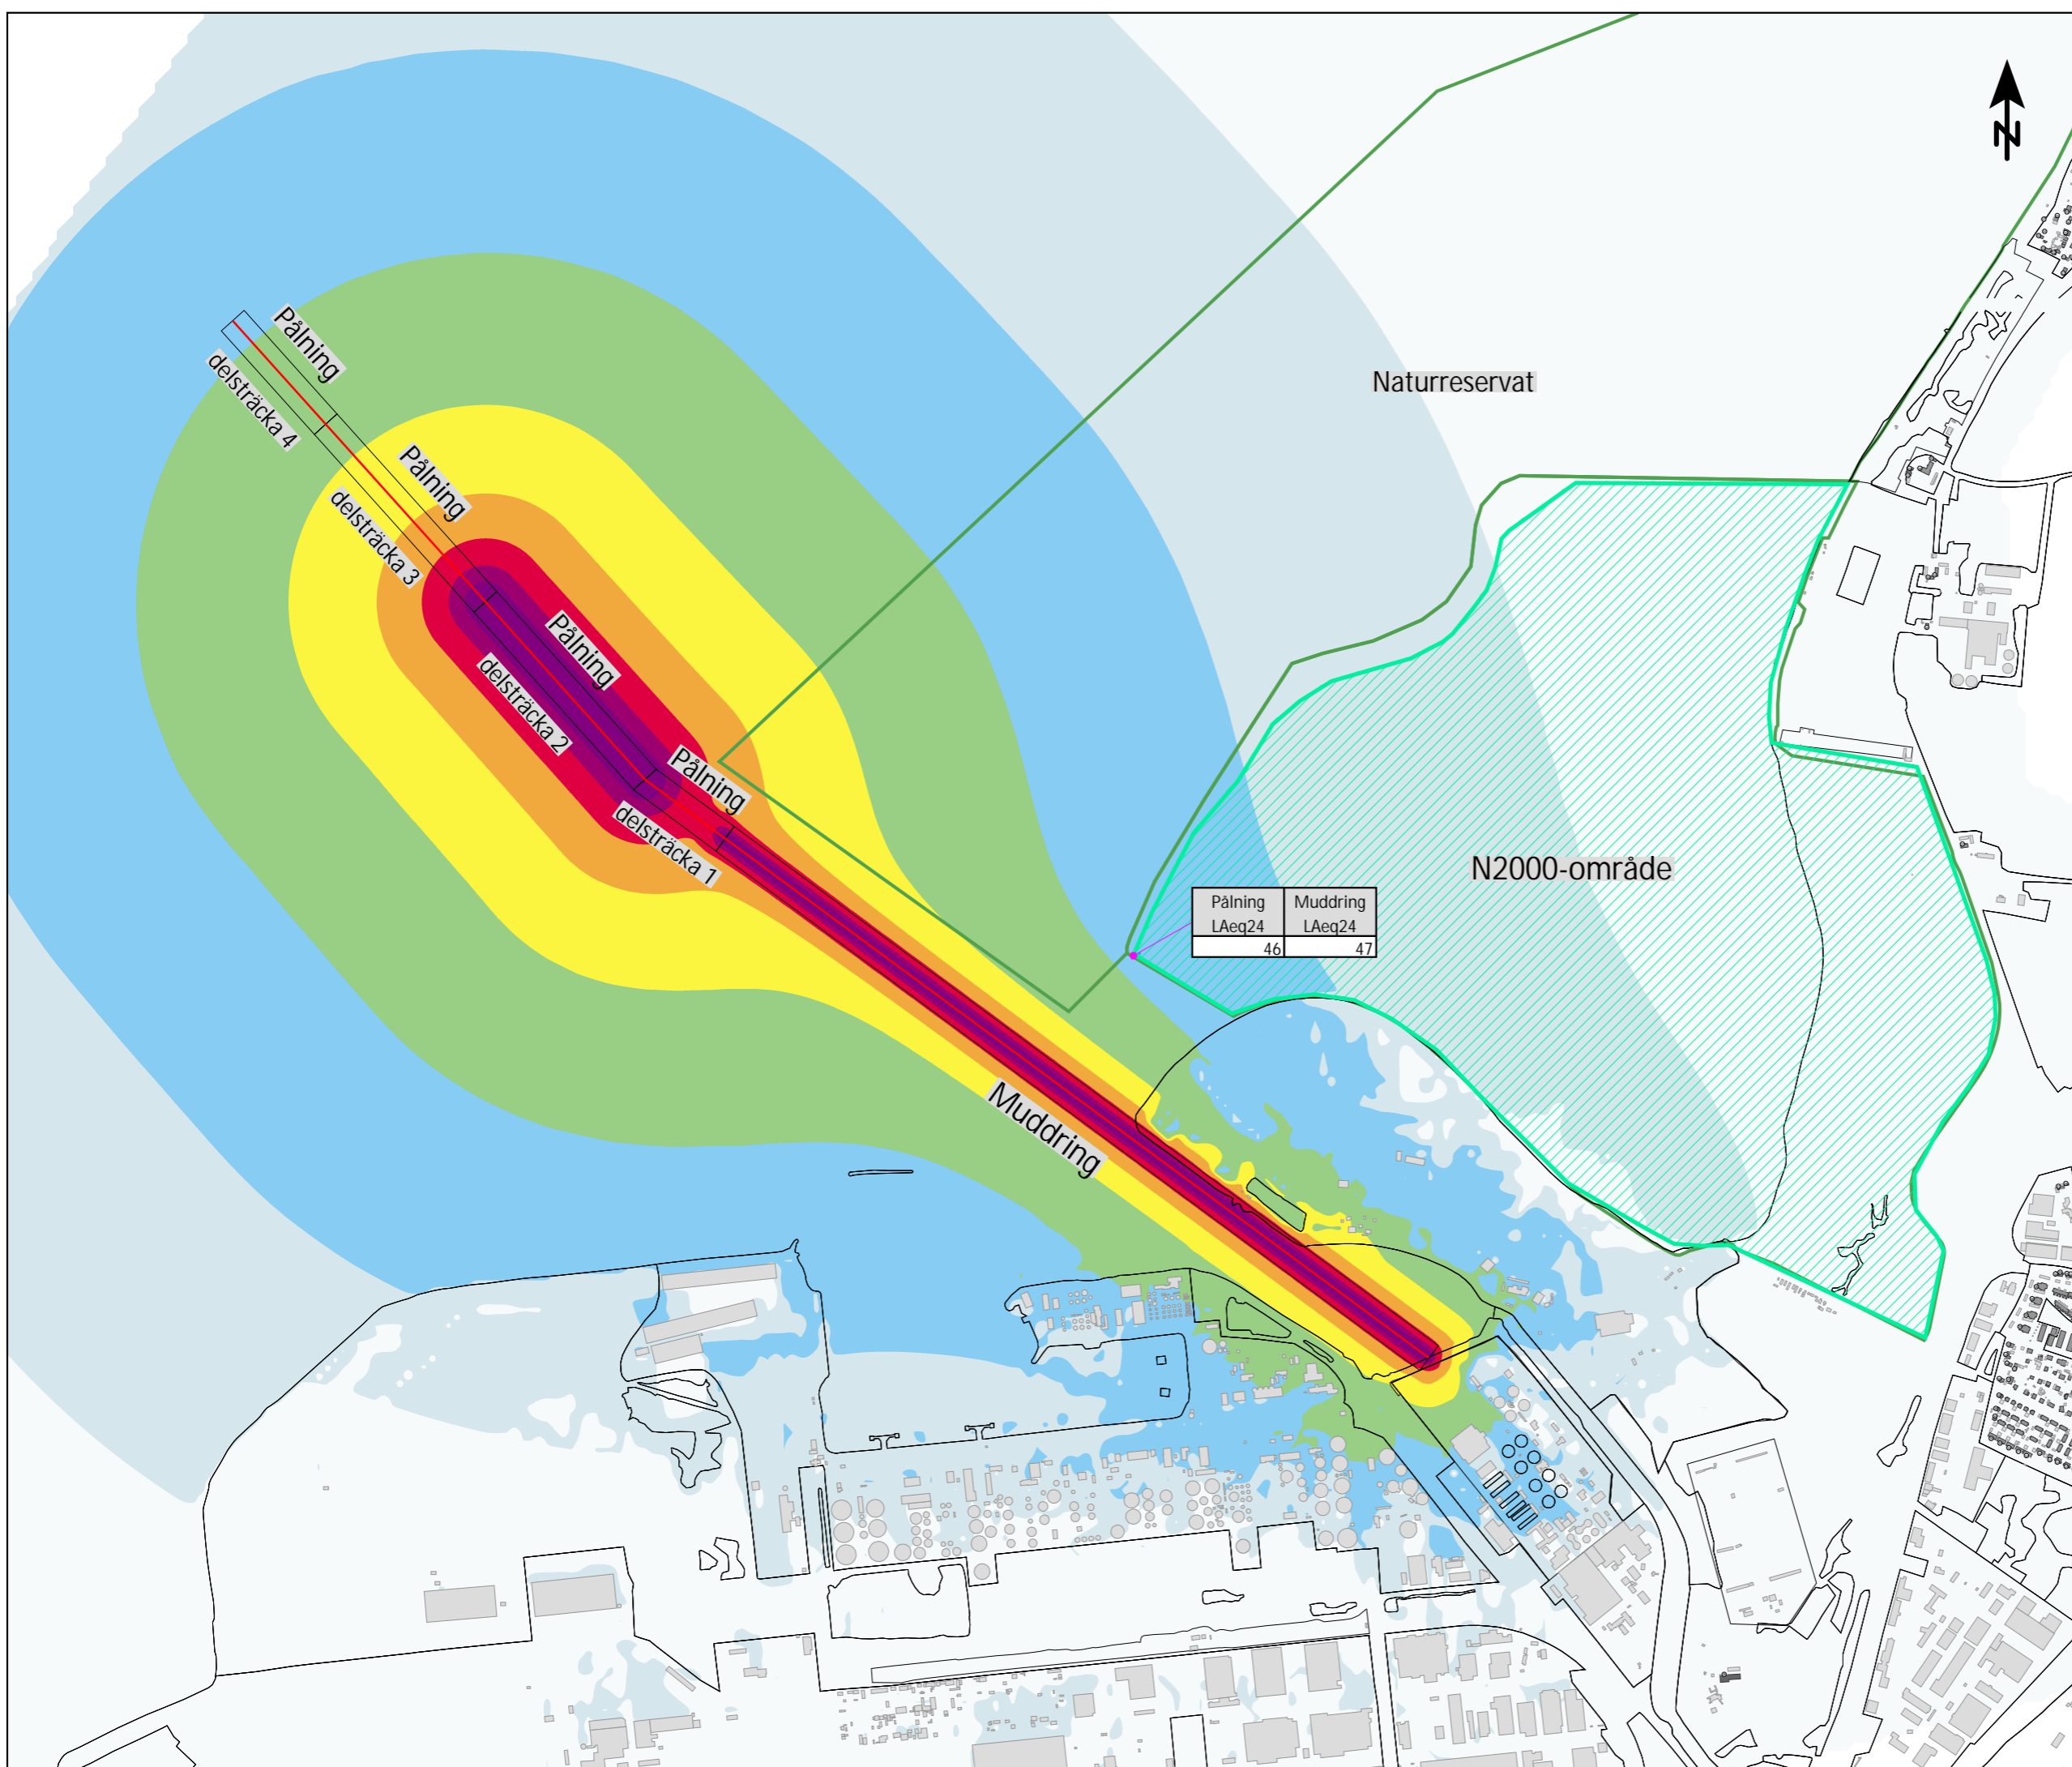 N
Pålning
delsträcka 4
Naturreservat
Pålning
delsträcka 3
Pålning
delsträcka 2
Pålning
delsträcka 1
N2000-område
Pålning Muddring
LAeq24 LAeq24
46 47
Muddring